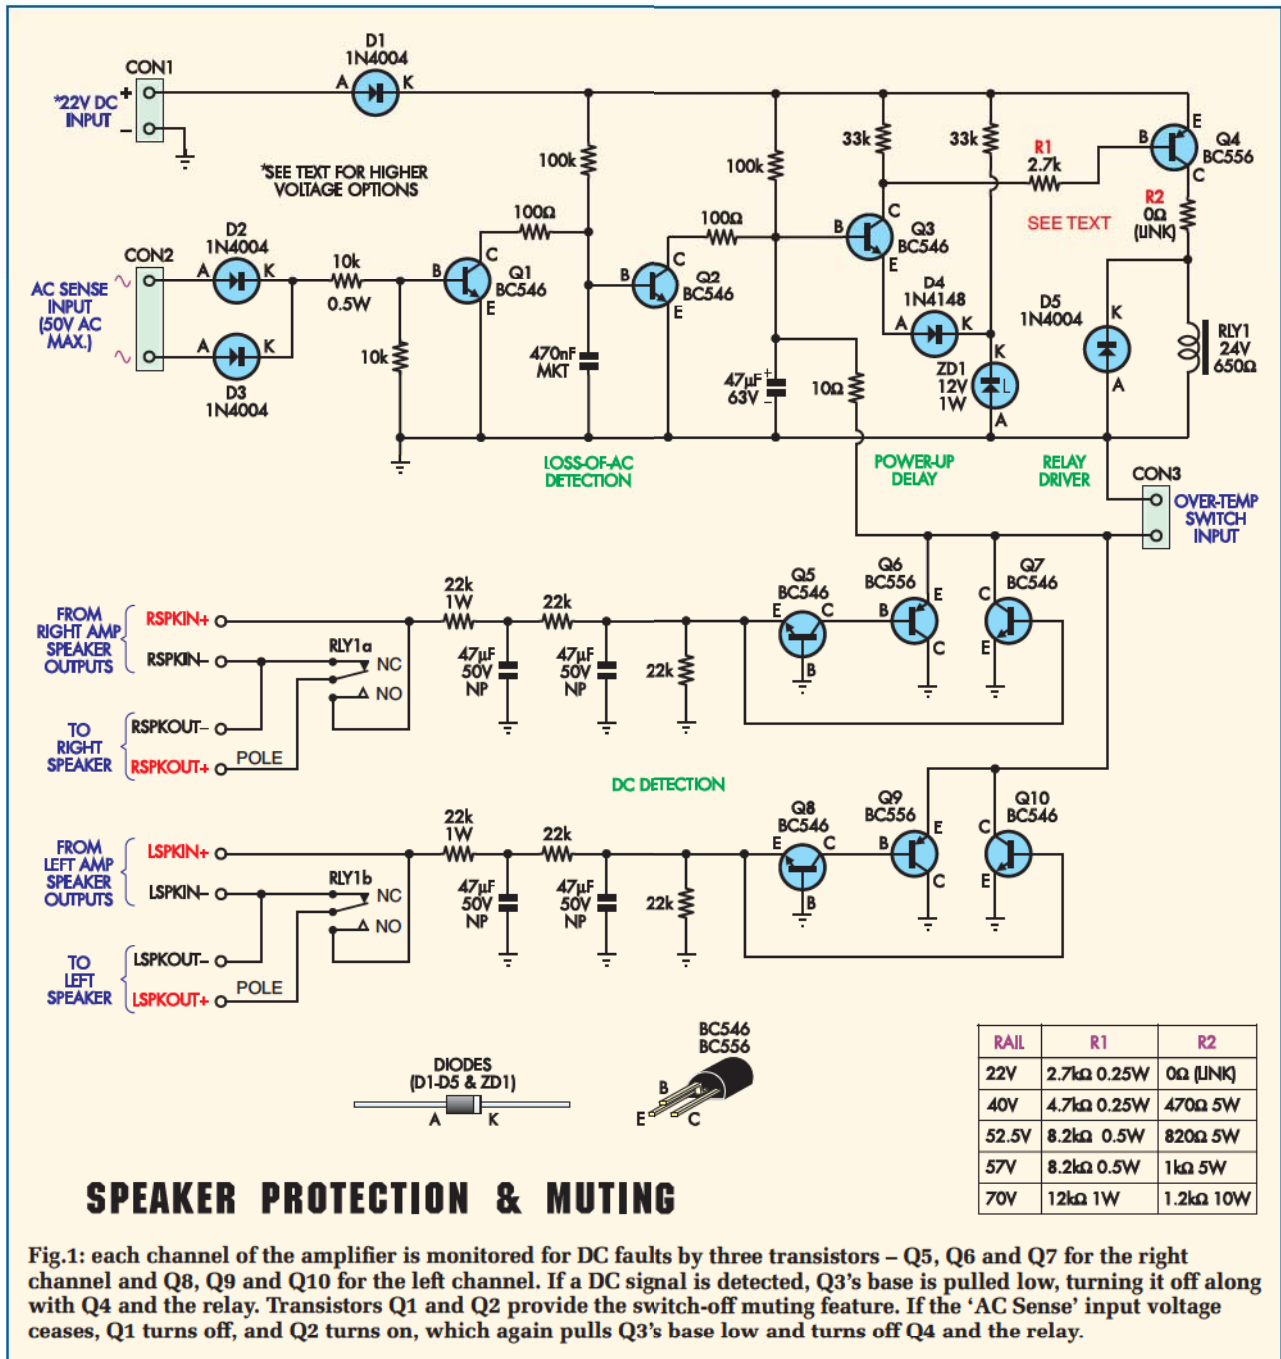 D1
1N4004
CON1
A
K
+
*22V DC
INPUT
–
*SEE TEXT FOR HIGHER
VOLTAGE OPTIONS
100k
100k
33k
33k
R1
2.7k
B
E
Q4
BC556
C
R2
0Ω
(LINK)
SEE TEXT
D2
1N4004
CON2
A
K
AC SENSE
INPUT
(50V AC
MAX.)
~
~
A
K
D3
1N4004
10k
0.5W
10k
100Ω
C
B
Q1
BC546
E
470nF
MKT
100Ω
C
B
Q2
BC546
E
47µF
63V
+
–
10Ω
C
B
Q3
BC546
E
D4
1N4148
A
K
K
ZD1
12V
1W
L
A
D5
1N4004
K
A
RLY1
24V
650Ω
LOSS-OF-AC
DETECTION
POWER-UP
DELAY
RELAY
DRIVER
CON3
OVER-TEMP
SWITCH
INPUT
FROM
RIGHT AMP
SPEAKER
OUTPUTS
RSPKIN+
RSPKIN–
RLY1a
NC
NO
TO
RIGHT
SPEAKER
RSPKOUT–
RSPKOUT+
POLE
22k
1W
22k
47µF
50V
NP
47µF
50V
NP
22k
Q5
BC546
E
C
B
Q6
BC556
E
B
C
Q7
BC546
C
E
DC DETECTION
FROM
LEFT AMP
SPEAKER
OUTPUTS
LSPKIN+
LSPKIN–
RLY1b
NC
NO
TO
LEFT
SPEAKER
LSPKOUT–
LSPKOUT+
POLE
22k
1W
22k
47µF
50V
NP
47µF
50V
NP
22k
Q8
BC546
E
C
B
Q9
BC556
E
B
C
Q10
BC546
C
E
DIODES
(D1-D5 & ZD1)
A
K
BC546
BC556
B
E
C
RAIL R1 R2
22V 2.7kΩ 0.25W 0Ω (LINK)
40V 4.7kΩ 0.25W 470Ω 5W
52.5V 8.2kΩ 0.5W 820Ω 5W
57V 8.2kΩ 0.5W 1kΩ 5W
70V 12kΩ 1W 1.2kΩ 10W
SPEAKER PROTECTION & MUTING
Fig.1: each channel of the amplifier is monitored for DC faults by three transistors – Q5, Q6 and Q7 for the right
channel and Q8, Q9 and Q10 for the left channel. If a DC signal is detected, Q3's base is pulled low, turning it off along
with Q4 and the relay. Transistors Q1 and Q2 provide the switch-off muting feature. If the 'AC Sense' input voltage
ceases, Q1 turns off, and Q2 turns on, which again pulls Q3's base low and turns off Q4 and the relay.